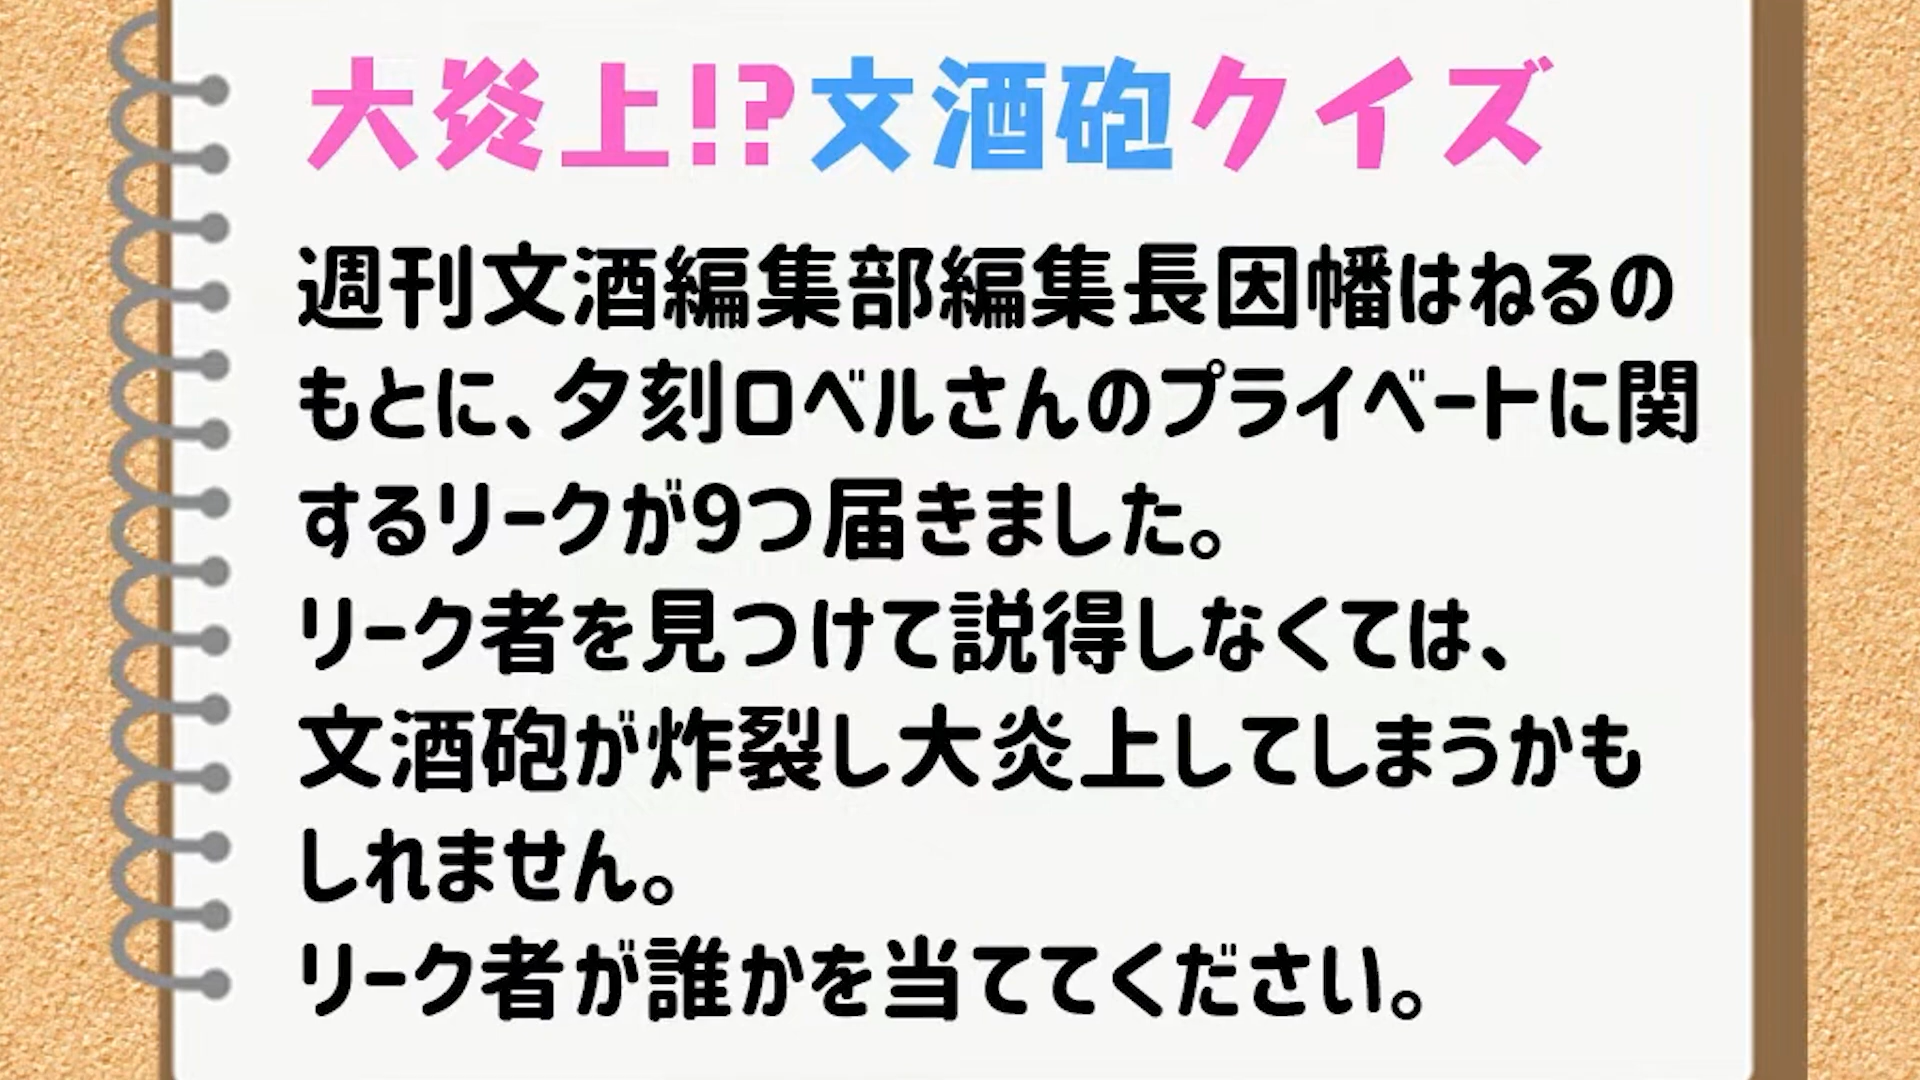 大炎上!?文酒砲クイズ
週刊文酒編集部編集長因幡はねるの
もとに、夕刻ロベルさんのプライベートに関
するリークが9つ届きました。
リーク者を見つけて説得しなくては、
文酒砲が炸裂し大炎上してしまうかも
しれません。
リーク者が誰かを当ててください。